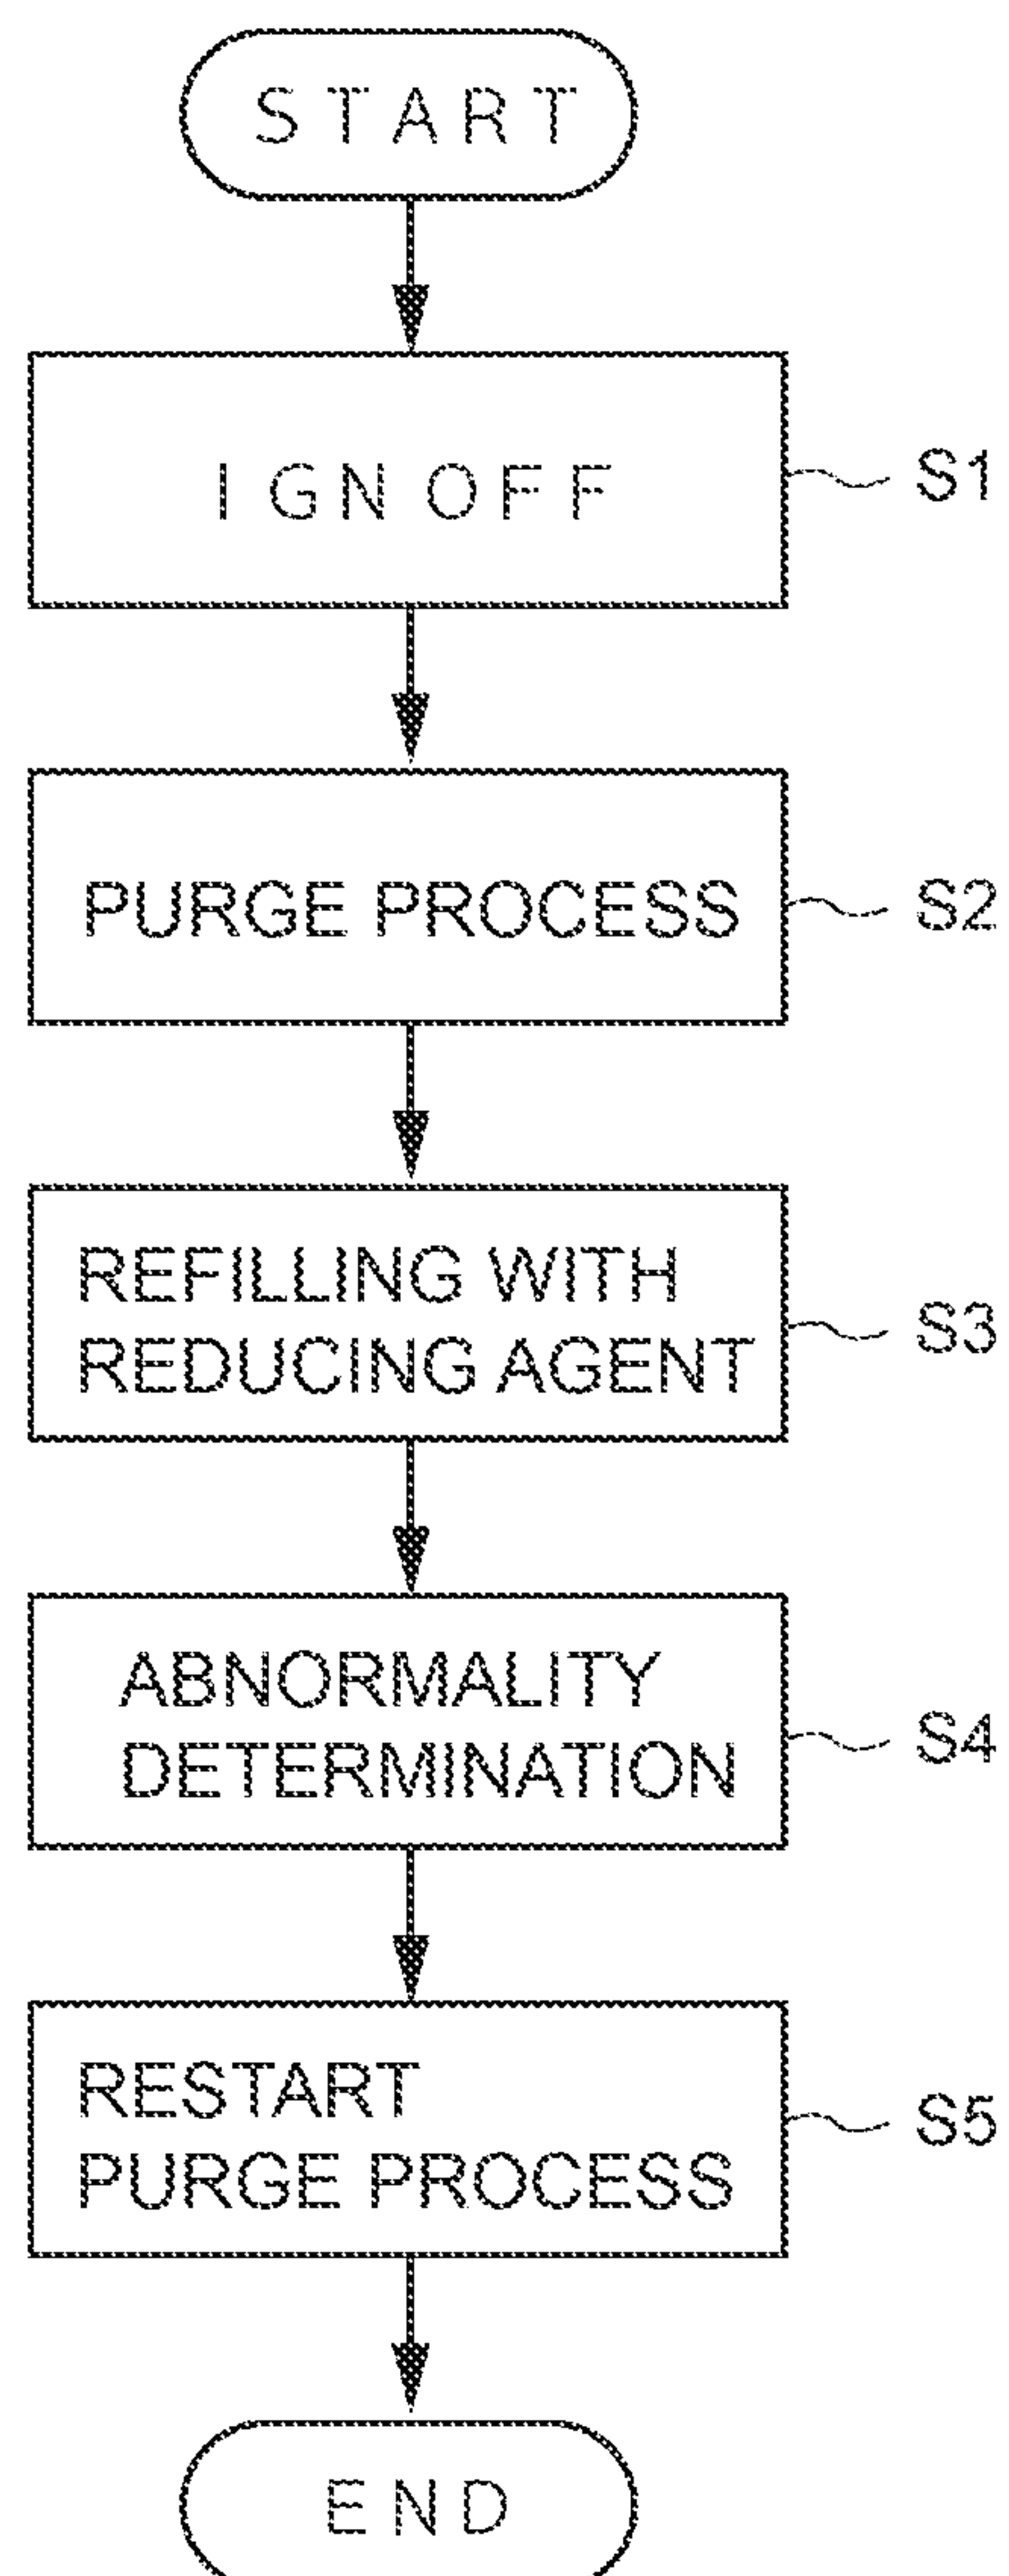 START
IGN OFF
S1
PURGE PROCESS
S2
REFILLING WITH
REDUCING AGENT
S3
ABNORMALITY
DETERMINATION
S4
RESTART
PURGE PROCESS
S5
END